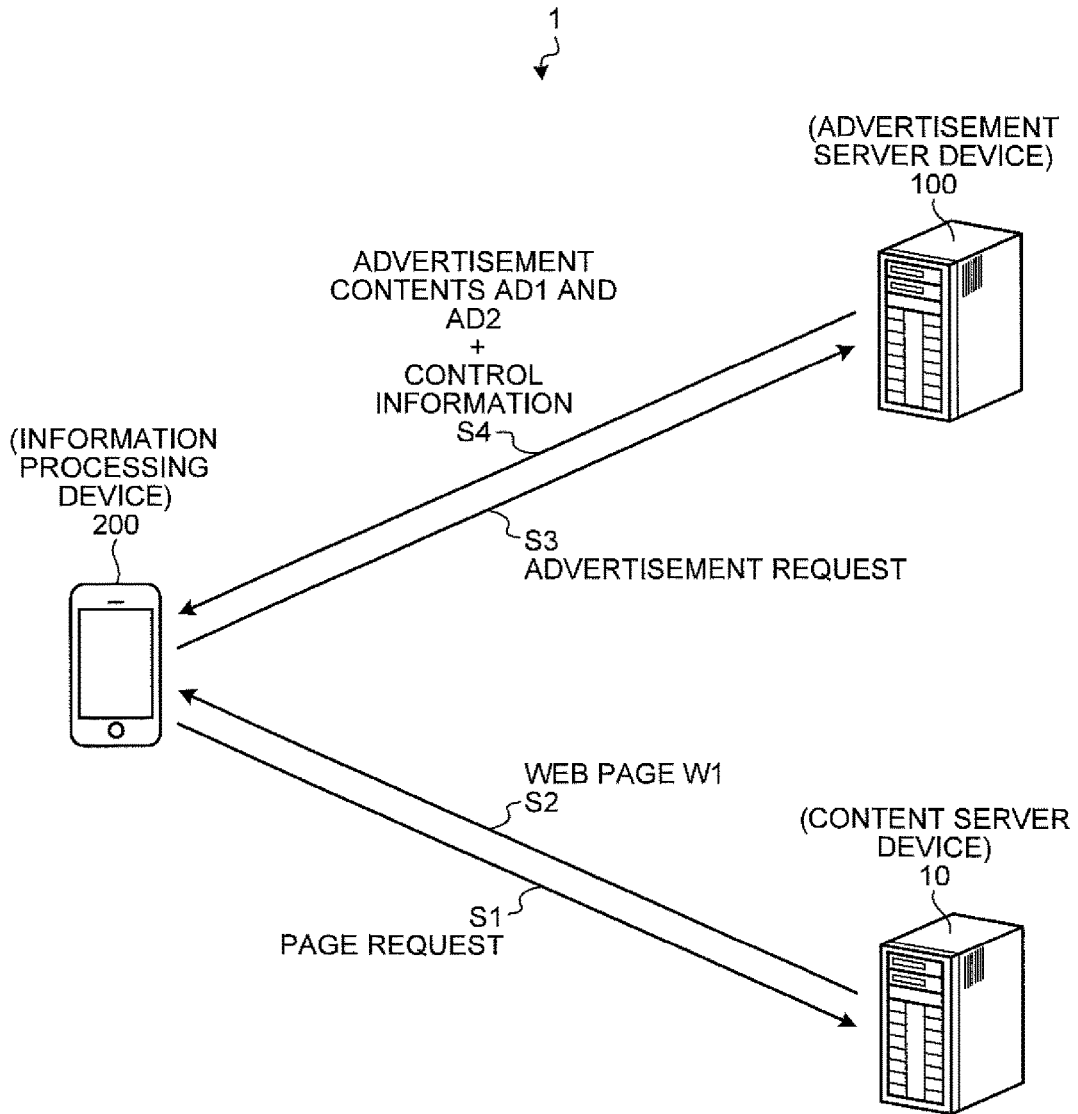 1
(ADVERTISEMENT
SERVER DEVICE)
100
ADVERTISEMENT
CONTENTS AD1 AND
AD2
+
CONTROL
INFORMATION
S4
(INFORMATION
PROCESSING
DEVICE)
200
S3
ADVERTISEMENT REQUEST
WEB PAGE W1
S2
(CONTENT SERVER
DEVICE)
10
S1
PAGE REQUEST